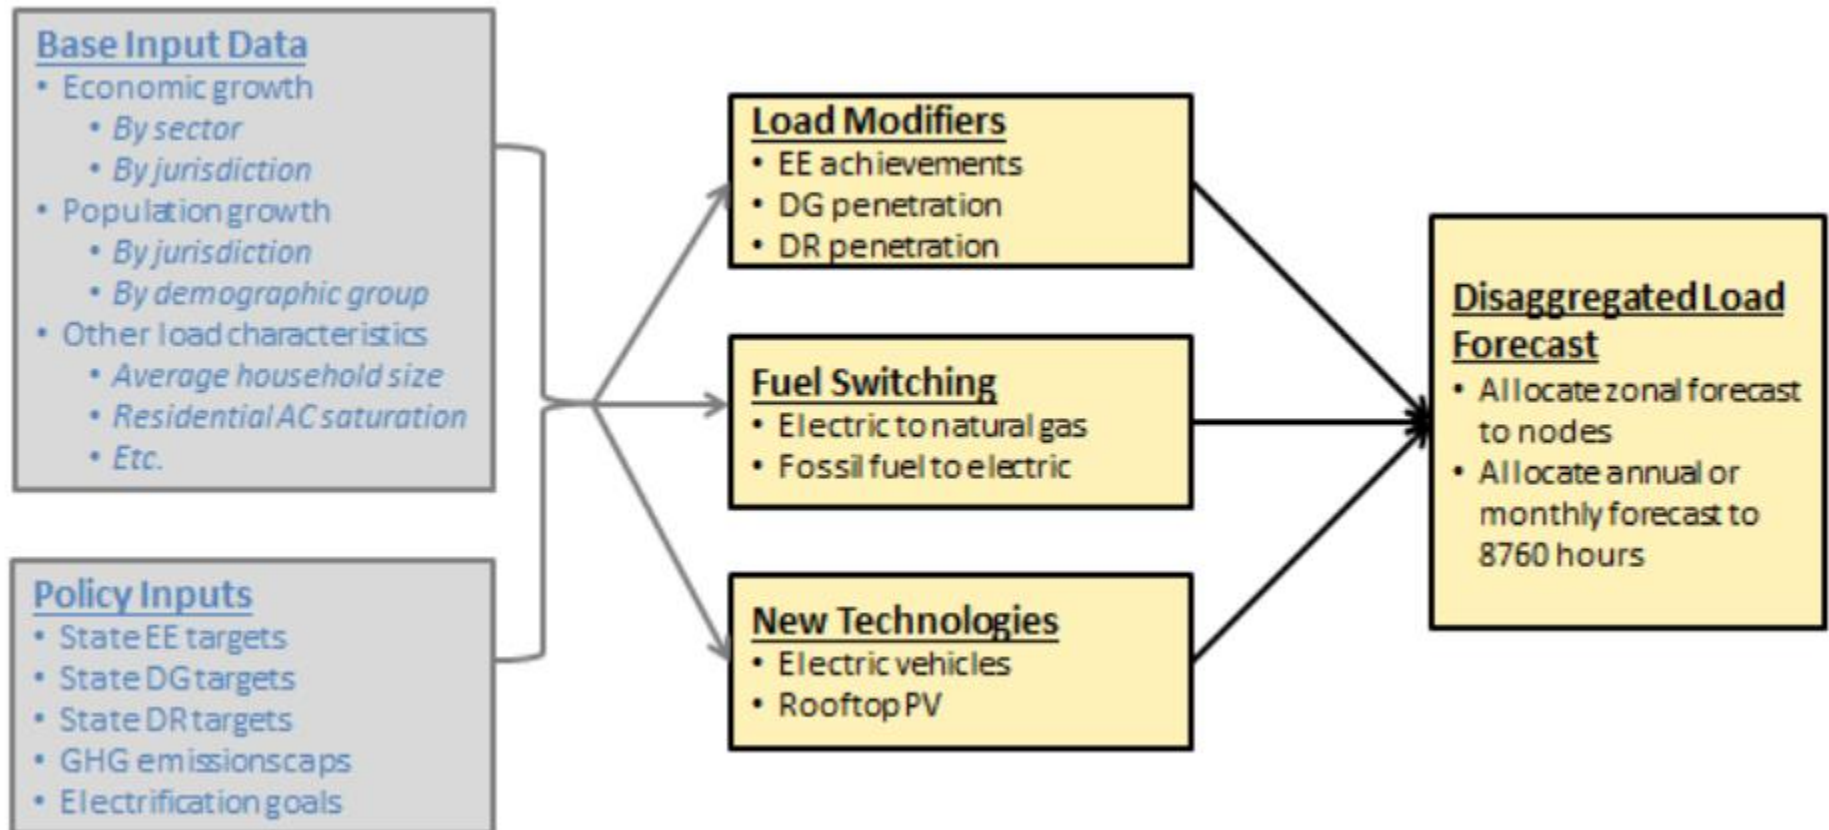 Base Input Data
• Economic growth
• By sector
• By jurisdiction
• Population growth
• By jurisdiction
• By demographic group
• Other load characteristics
• Average household size
• Residential AC saturation
• Etc.
Policy Inputs
• State EE targets
• State DG targets
• State DR targets
• GHG emissions caps
• Electrification goals
Load Modifiers
• EE achievements
• DG penetration
• DR penetration
Fuel Switching
• Electric to natural gas
• Fossil fuel to electric
New Technologies
• Electric vehicles
• Rooftop PV
Disaggregated Load
Forecast
• Allocate zonal forecast
to nodes
• Allocate annual or
monthly forecast to
8760 hours